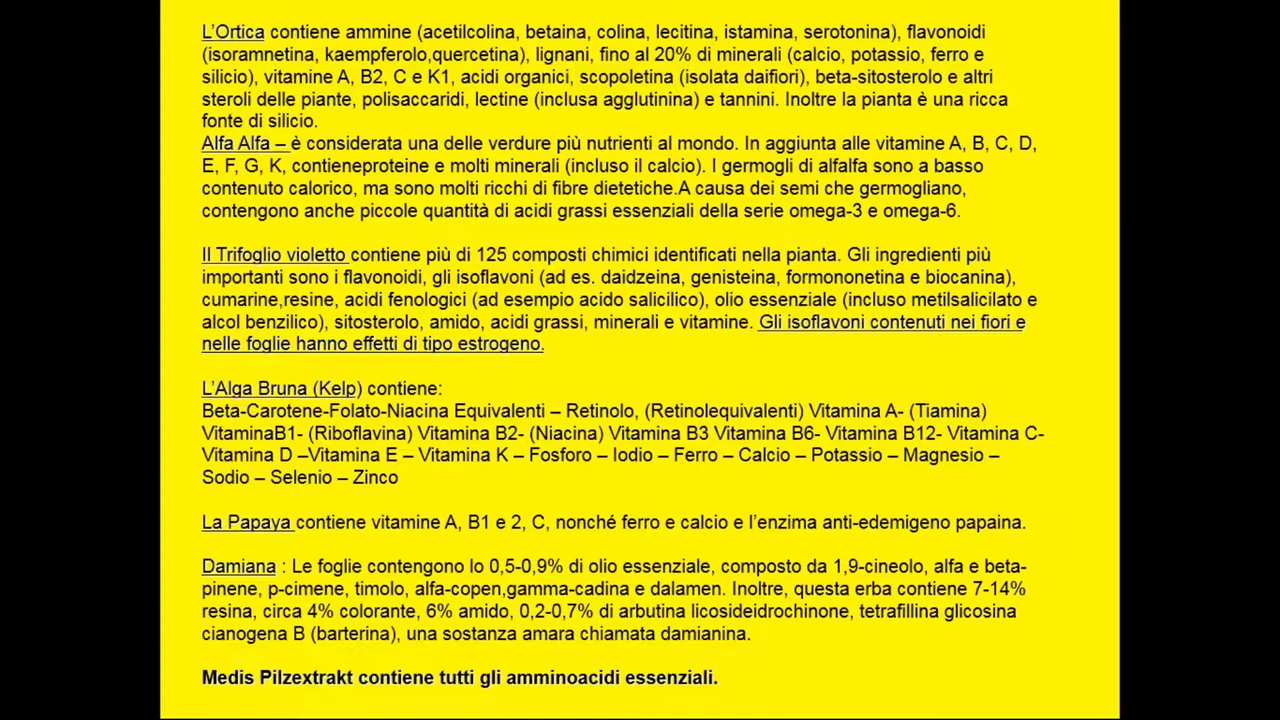 L'Ortica contiene ammine (acetilcolina, betaina, colina, lecitina, istamina, serotonina), flavonoidi
(isoramnetina, kaempferolo,quercetina), lignani, fino al 20% di minerali (calcio, potassio, ferro e
silicio), vitamine A, B2, C e K1, acidi organici, scopoletina (isolata daifiori), beta-sitosterolo e altri
steroli delle piante, polisaccaridi, lectine (inclusa agglutinina) e tannini. Inoltre la pianta è una ricca
fonte di silicio.
Alfa Alfa – è considerata una delle verdure più nutrienti al mondo. In aggiunta alle vitamine A, B, C, D,
E, F, G, K, contieneproteine e molti minerali (incluso il calcio). I germogli di alfalfa sono a basso
contenuto calorico, ma sono molti ricchi di fibre dietetiche.A causa dei semi che germogliano,
contengono anche piccole quantità di acidi grassi essenziali della serie omega-3 e omega-6.
Il Trifoglio violetto contiene più di 125 composti chimici identificati nella pianta. Gli ingredienti più
importanti sono i flavonoidi, gli isoflavoni (ad es. daidzeina, genisteina, formononetina e biocanina),
cumarine,resine, acidi fenologici (ad esempio acido salicilico), olio essenziale (incluso metilsalicilato e
alcol benzilico), sitosterolo, amido, acidi grassi, minerali e vitamine. Gli isoflavoni contenuti nei fiori e
nelle foglie hanno effetti di tipo estrogeno.
L'Alga Bruna (Kelp) contiene:
Beta-Carotene-Folato-Niacina Equivalenti – Retinolo, (Retinolequivalenti) Vitamina A- (Tiamina)
VitaminaB1- (Riboflavina) Vitamina B2- (Niacina) Vitamina B3 Vitamina B6- Vitamina B12- Vitamina C-
Vitamina D –Vitamina E – Vitamina K – Fosforo – Iodio – Ferro – Calcio – Potassio – Magnesio –
Sodio – Selenio – Zinco
La Papaya contiene vitamine A, B1 e 2, C, nonché ferro e calcio e l'enzima anti-edemigeno papaina.
Damiana : Le foglie contengono lo 0,5-0,9% di olio essenziale, composto da 1,9-cineolo, alfa e beta-
pinene, p-cimene, timolo, alfa-copen,gamma-cadina e dalamen. Inoltre, questa erba contiene 7-14%
resina, circa 4% colorante, 6% amido, 0,2-0,7% di arbutina licosideidrochinone, tetrafillina glicosina
cianogena B (barterina), una sostanza amara chiamata damianina.
Medis Pilzextrakt contiene tutti gli amminoacidi essenziali.